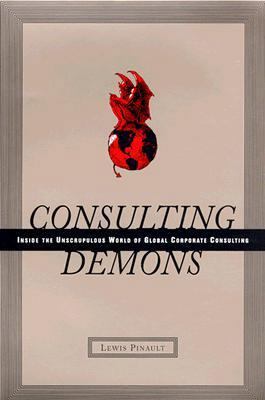 CONSULTING
INSIDE THE UNSCRUPULOUS WORLD OF GLOBAL CORPORATE CONSULTING
DEMONS
LEWIS PINAULT